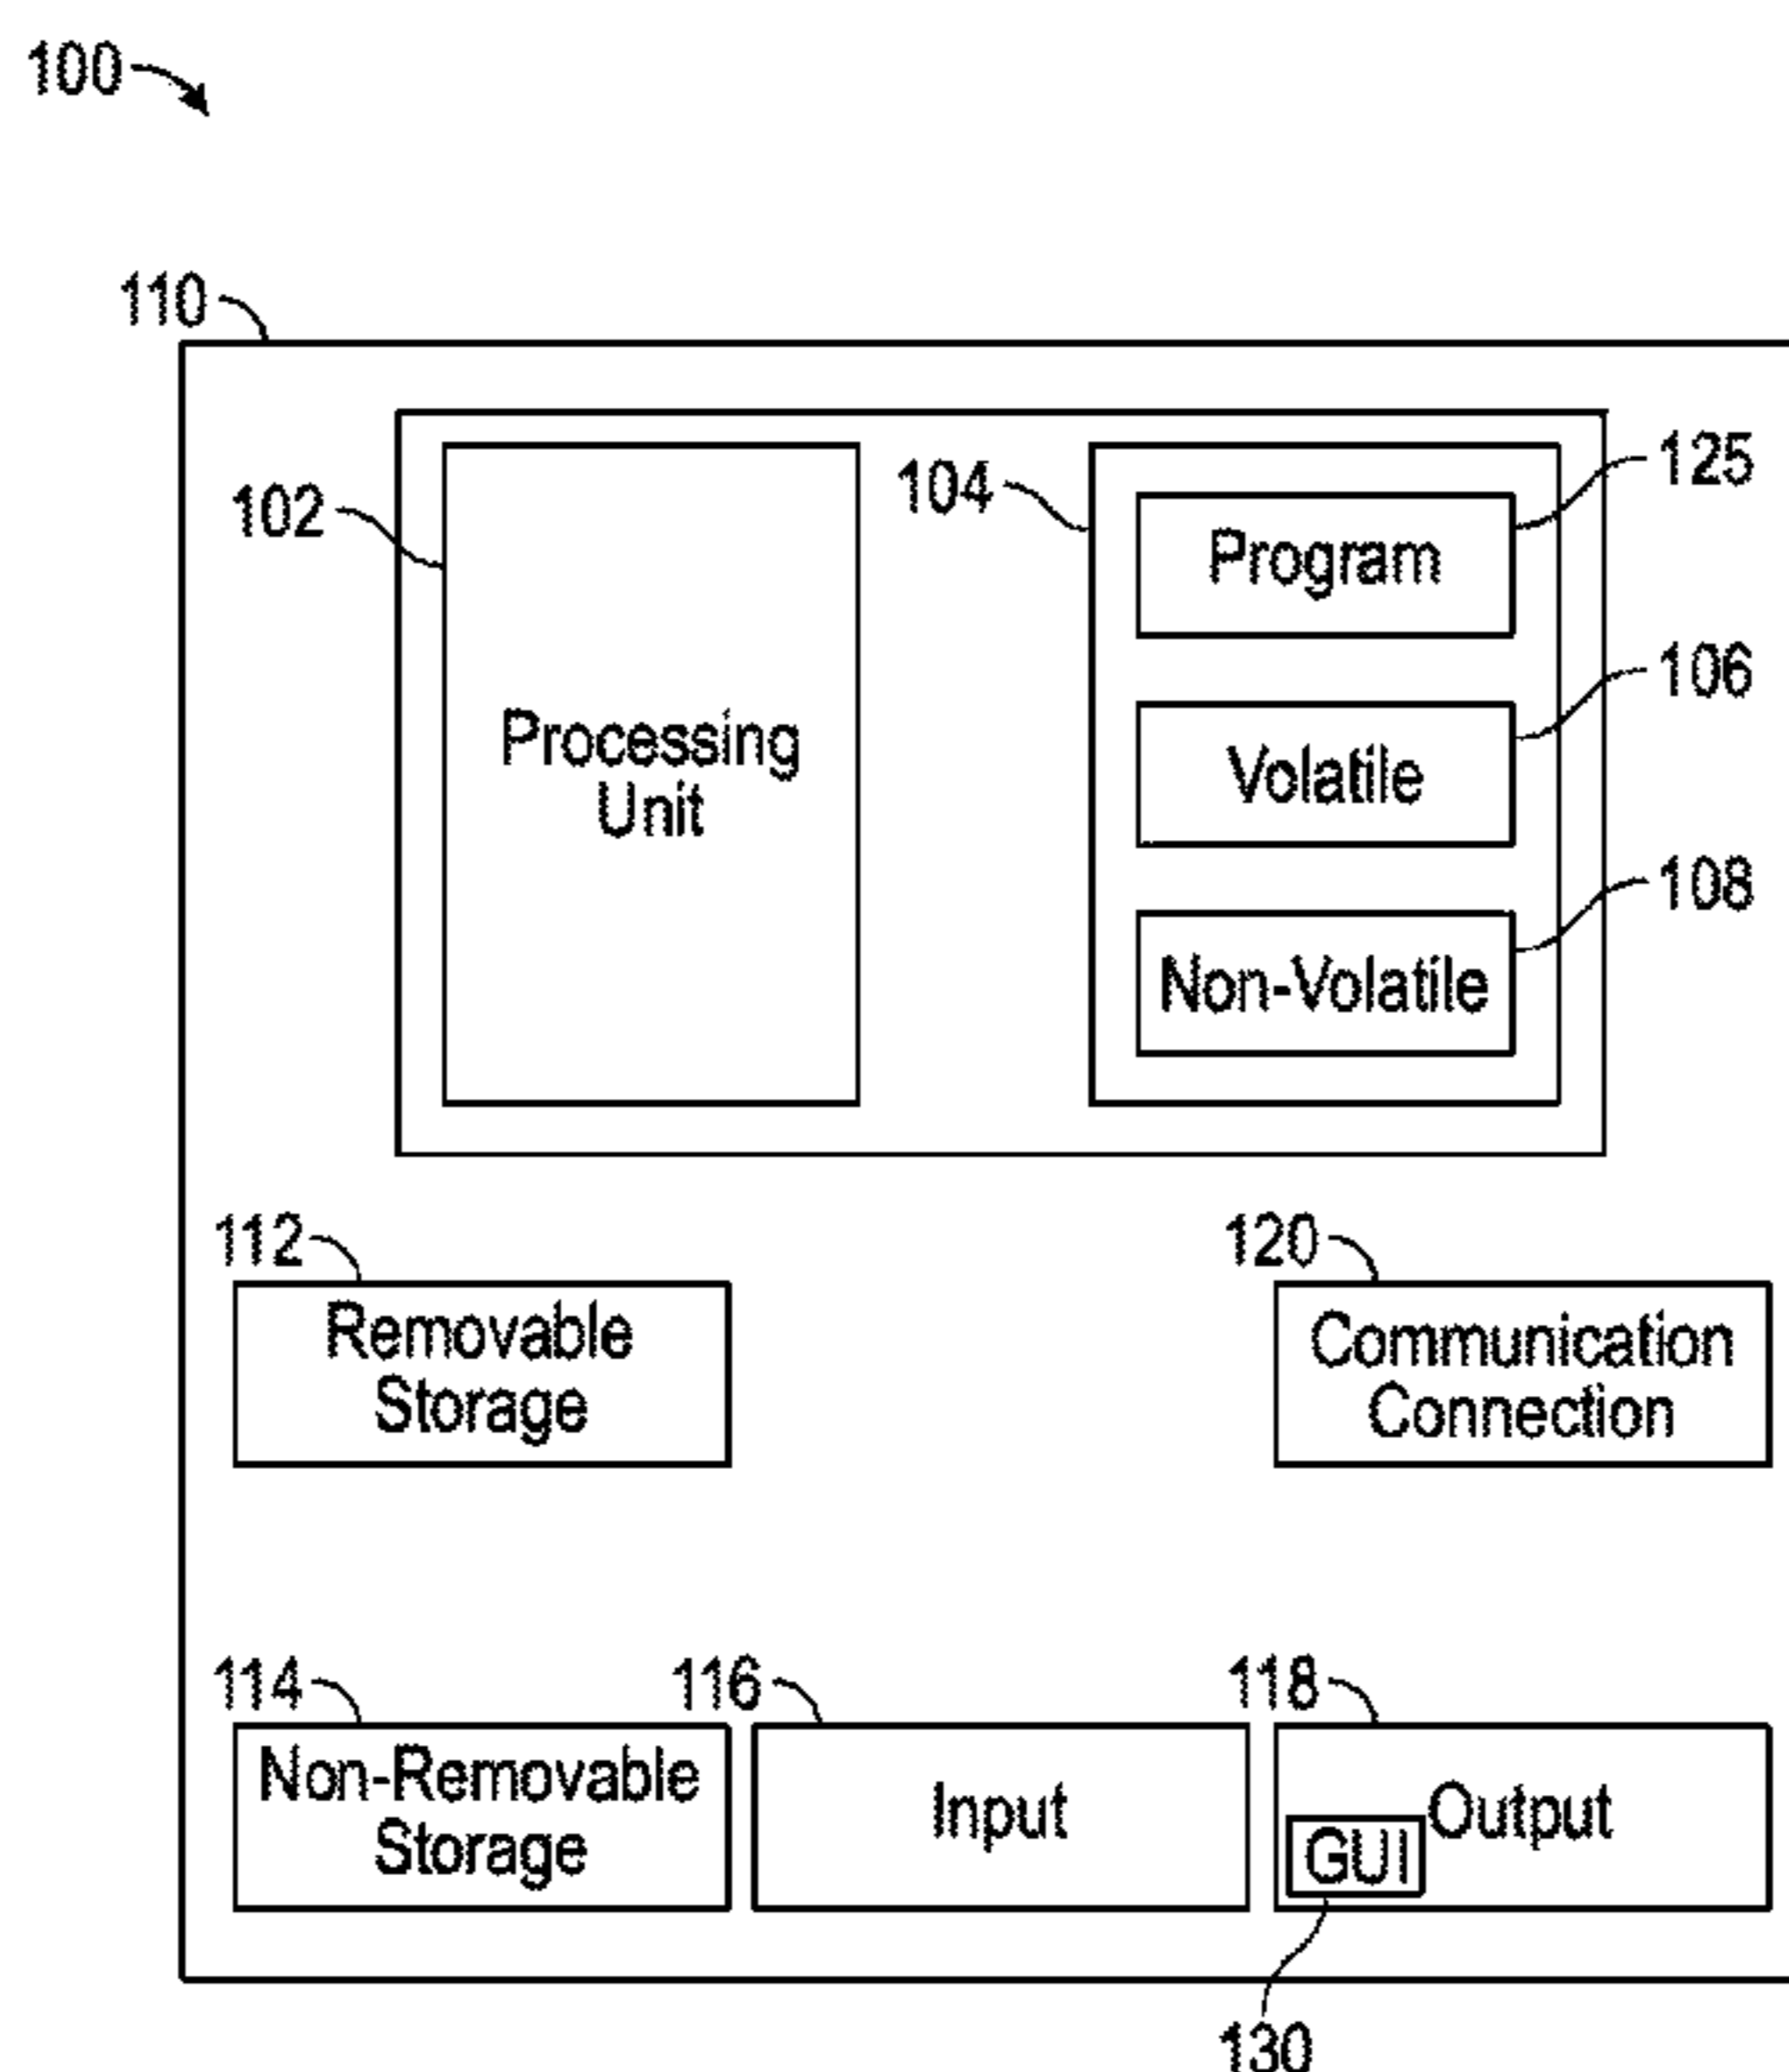 100
110
102
104
125
Program
106
Processing
Unit
Volatile
108
Non-Volatile
112
120
Removable
Storage
Communication
Connection
114
116
118
Non-Removable
Storage
Input
Output
GUI
130